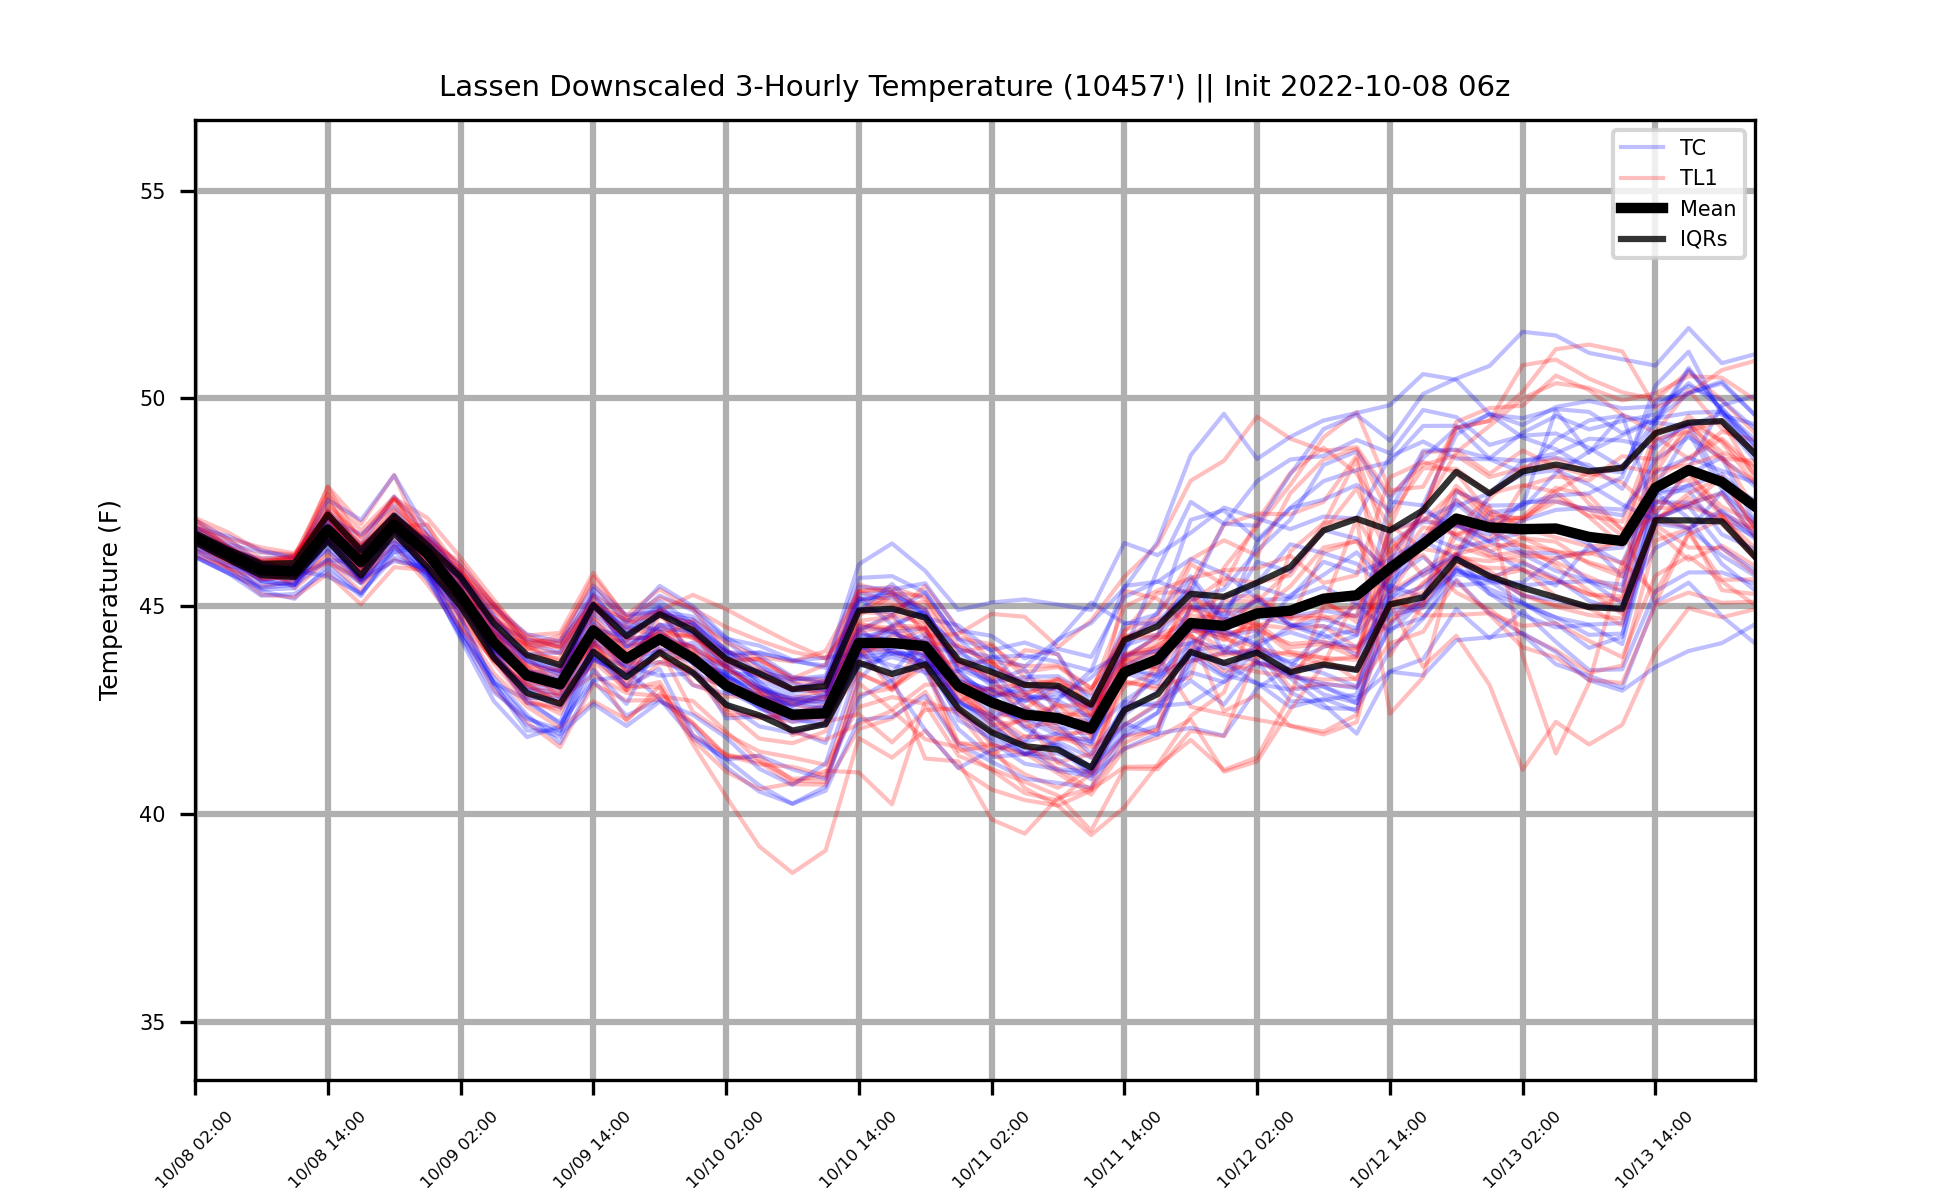 Lassen Downscaled 3-Hourly Temperature (10457') || Init 2022-10-08 06z
TC
TL1
Mean
IQRs
Temperature (F)
55
50
45
40
35
10/08 02:00
10/08 14:00
10/09 02:00
10/09 14:00
10/10 02:00
10/10 14:00
10/11 02:00
10/11 14:00
10/12 02:00
10/12 14:00
10/13 02:00
10/13 14:00